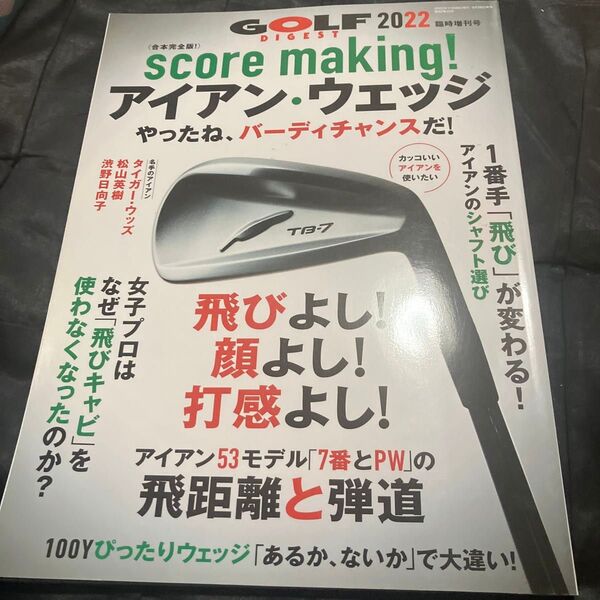 GOLF
DIGEST
2022
臨時増刊号
〈合本完全版!〉
score making!
アイアン・ウェッジ
やったね、バーディチャンスだ!
カッコいい
アイアンを
使いたい
1番手「飛び」が変わる!
アイアンのシャフト選び
名手のアイアン
タイガー・ウッズ
松山英樹
渋野日向子
TB-7
飛びよし!
顔よし!
打感よし!
女子プロは
なぜ「飛びキャビ」を
使わなくなったのか?
アイアン53モデル「7番とPW」の
飛距離と弾道
100Yぴったりウェッジ「あるか、ないか」で大違い!